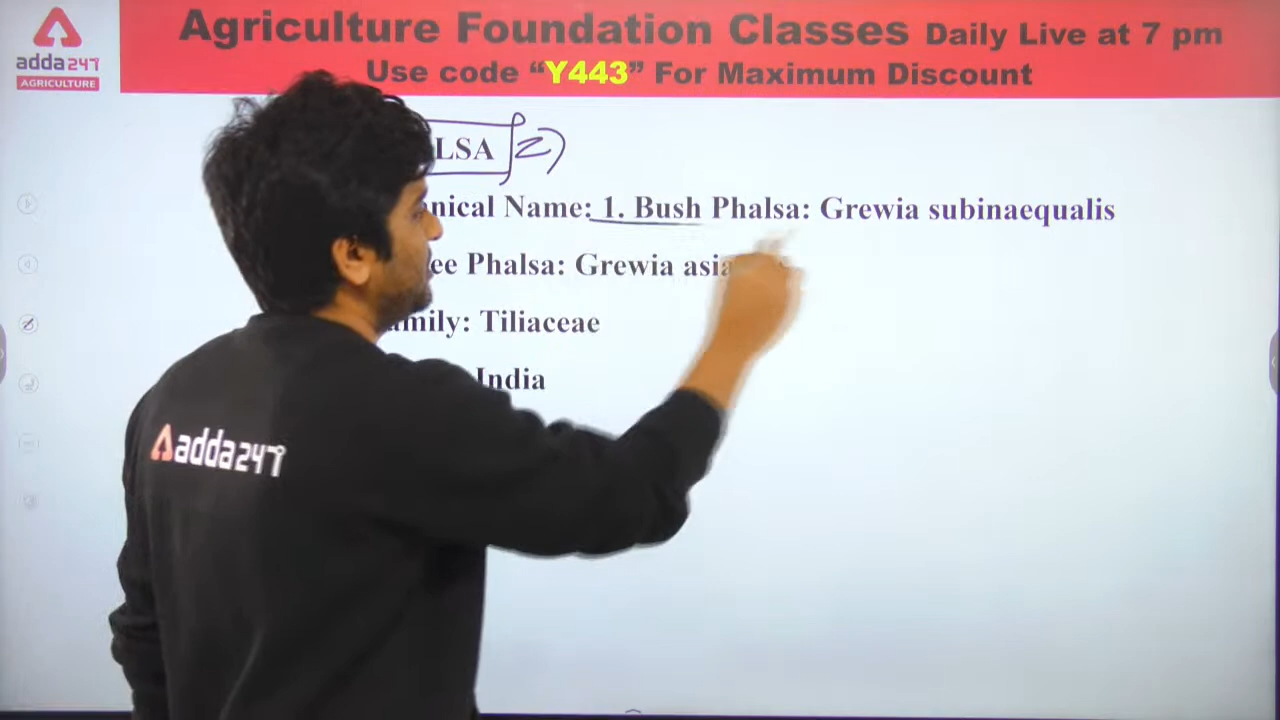 Agriculture Foundation Classes Daily Live at 7 pm
Use code “Y443” For Maximum Discount
adda247
AGRICULTURE
LSA
nical Name: 1. Bush Phalsa: Grewia subinaequalis
ee Phalsa: Grewia asia
amily: Tiliaceae
India
adda247